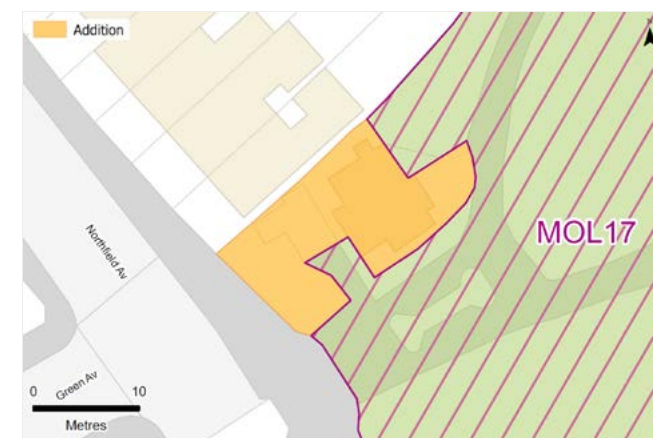 Addition
MOL17
Northfield Av
Green Av
0 10
Metres